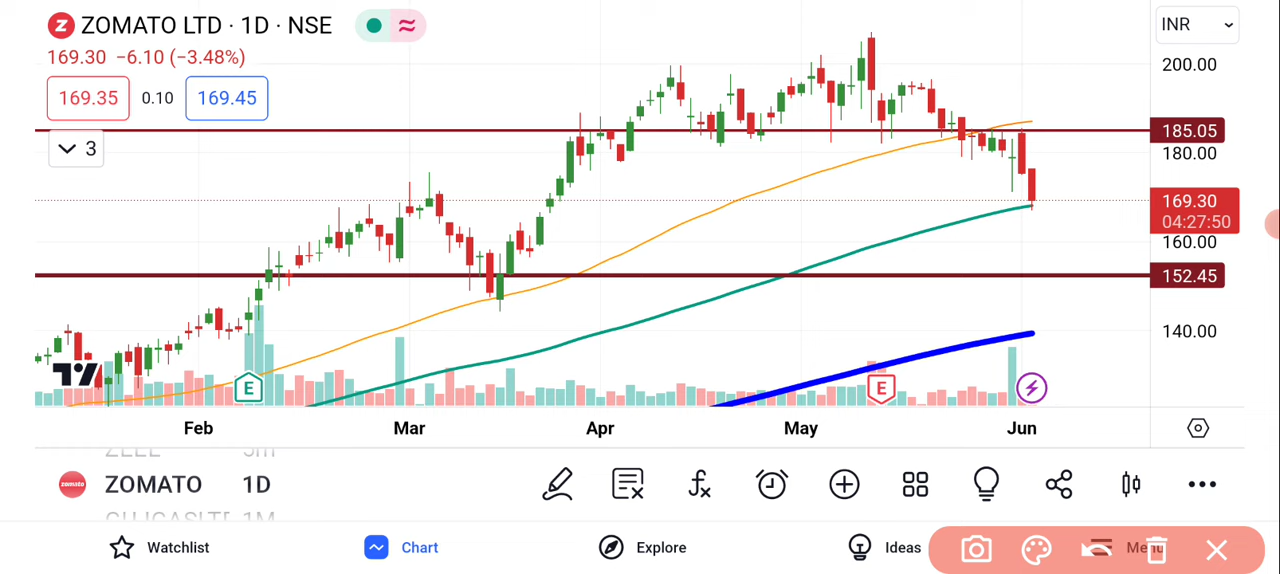 ZOMATO LTD · 1D · NSE
INR
169.30 −6.10 (−3.48%)
200.00
169.35 0.10 169.45
185.05
3
180.00
169.30
04:27:50
160.00
152.45
140.00
E E
Feb Mar Apr May Jun
zomato ZOMATO 1D
Watchlist Chart Explore Ideas Menu